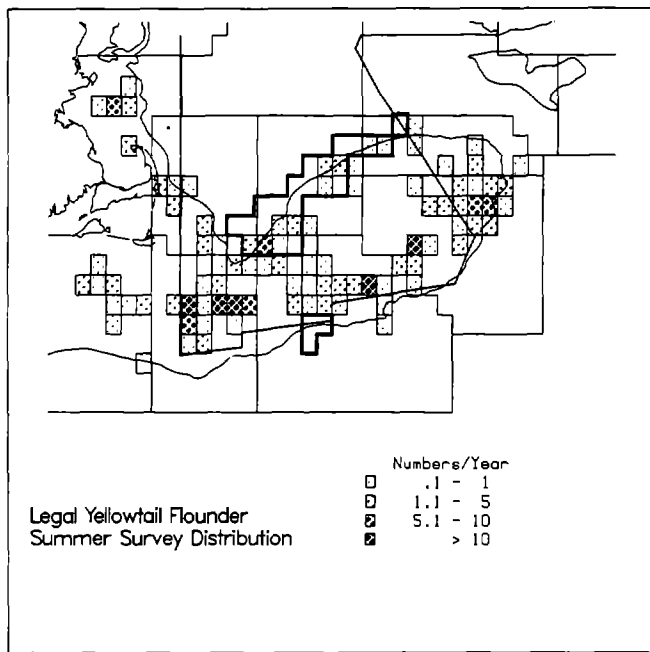 Numbers/Year
.1 - 1
1.1 - 5
5.1 - 10
> 10
Legal Yellowtail Flounder
Summer Survey Distribution